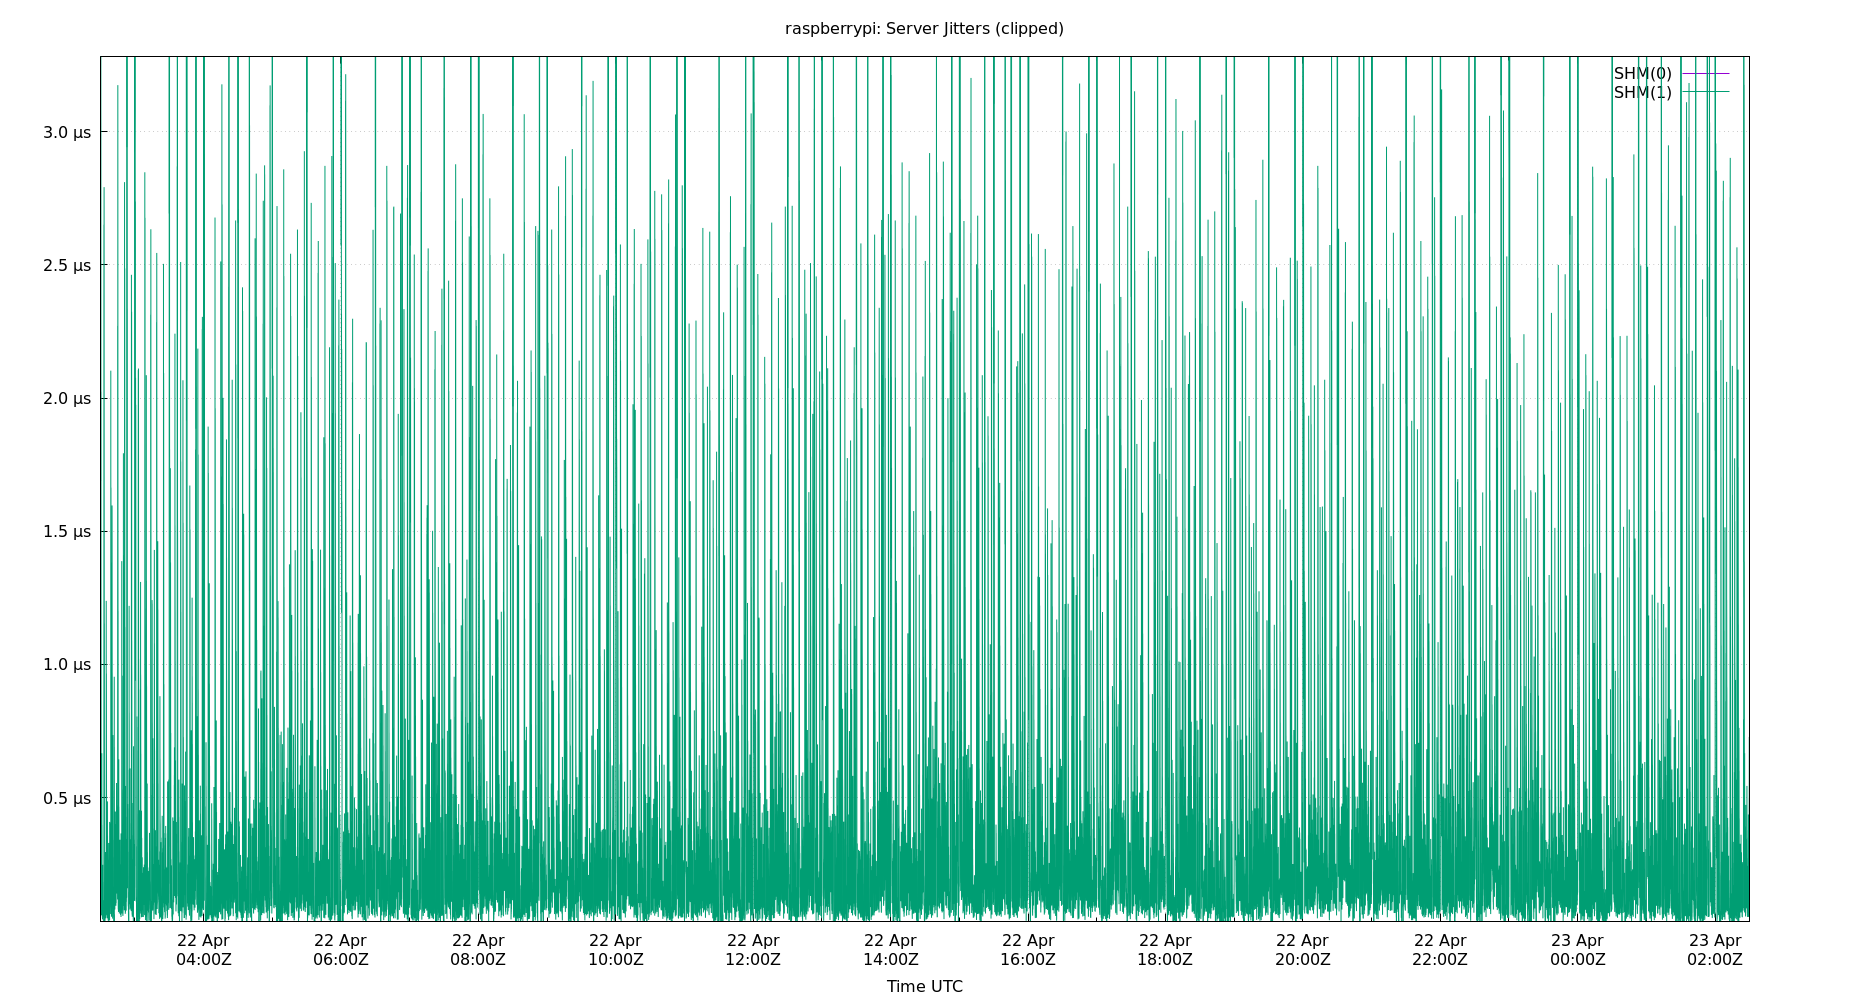 raspberrypi: Server Jitters (clipped)
SHM(0)
SHM(1)
3.0 µs
2.5 µs
2.0 µs
1.5 µs
1.0 µs
0.5 µs
22 Apr 22 Apr 22 Apr 22 Apr 22 Apr 22 Apr 22 Apr 22 Apr 22 Apr 22 Apr 23 Apr 23 Apr
04:00Z 06:00Z 08:00Z 10:00Z 12:00Z 14:00Z 16:00Z 18:00Z 20:00Z 22:00Z 00:00Z 02:00Z
Time UTC